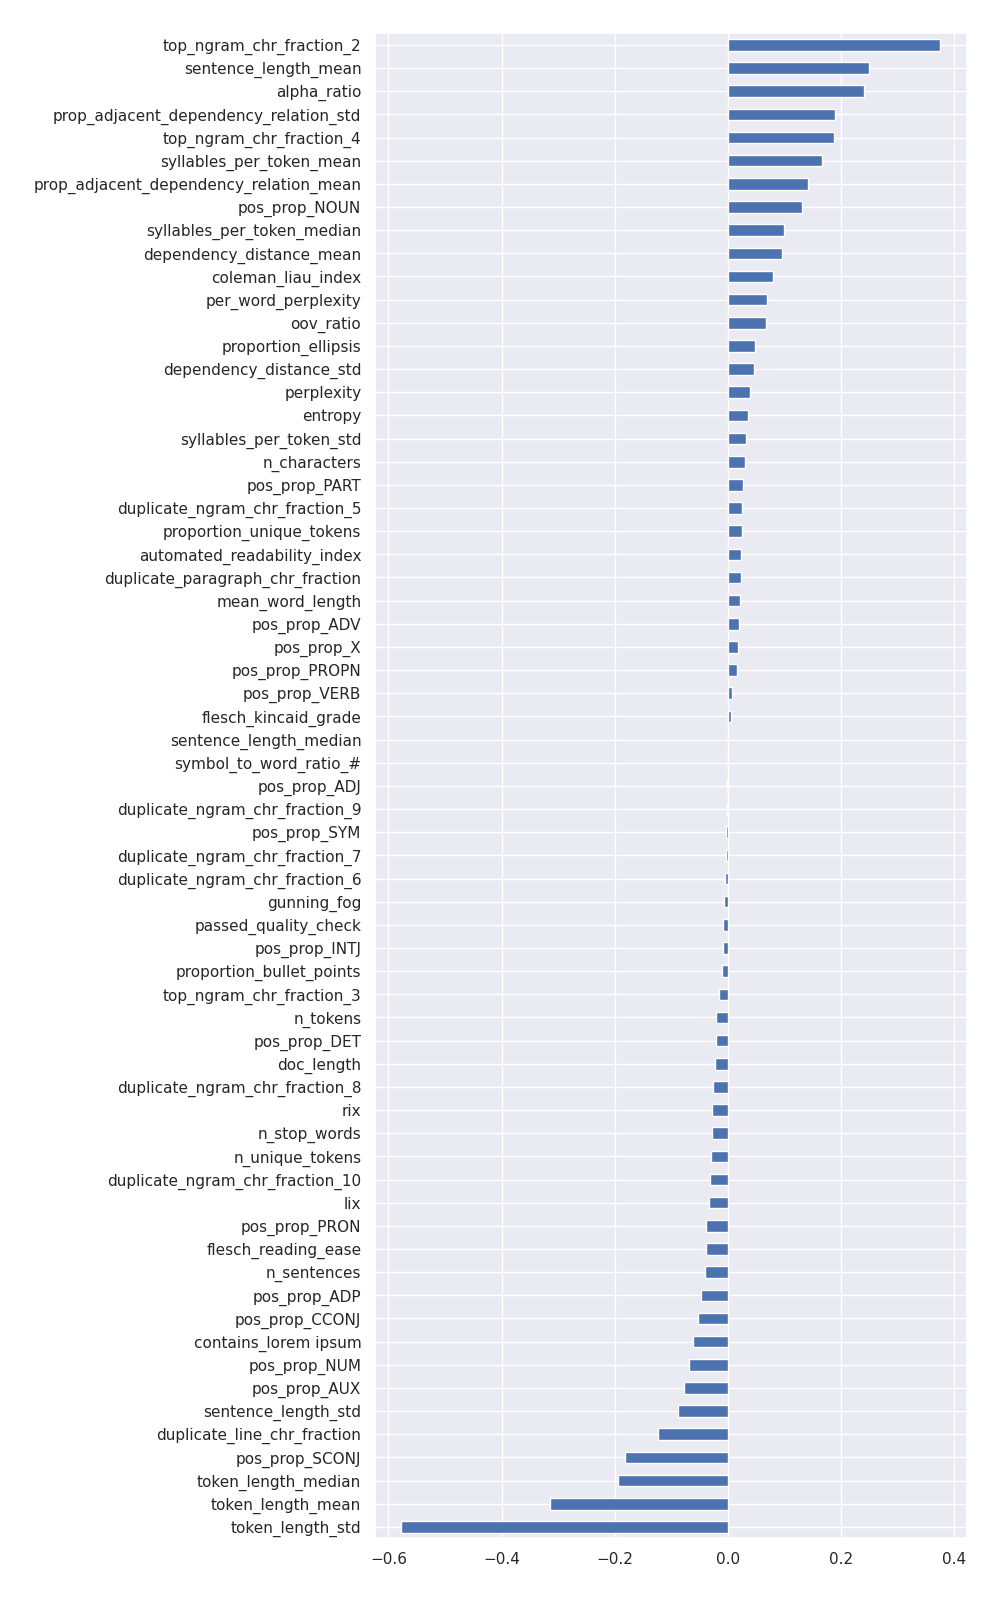 top_ngram_chr_fraction_2
sentence_length_mean
alpha_ratio
prop_adjacent_dependency_relation_std
top_ngram_chr_fraction_4
syllables_per_token_mean
prop_adjacent_dependency_relation_mean
pos_prop_NOUN
syllables_per_token_median
dependency_distance_mean
coleman_liau_index
per_word_perplexity
oov_ratio
proportion_ellipsis
dependency_distance_std
perplexity
entropy
syllables_per_token_std
n_characters
pos_prop_PART
duplicate_ngram_chr_fraction_5
proportion_unique_tokens
automated_readability_index
duplicate_paragraph_chr_fraction
mean_word_length
pos_prop_ADV
pos_prop_X
pos_prop_PROPN
pos_prop_VERB
flesch_kincaid_grade
sentence_length_median
symbol_to_word_ratio_#
pos_prop_ADJ
duplicate_ngram_chr_fraction_9
pos_prop_SYM
duplicate_ngram_chr_fraction_7
duplicate_ngram_chr_fraction_6
gunning_fog
passed_quality_check
pos_prop_INTJ
proportion_bullet_points
top_ngram_chr_fraction_3
n_tokens
pos_prop_DET
doc_length
duplicate_ngram_chr_fraction_8
rix
n_stop_words
n_unique_tokens
duplicate_ngram_chr_fraction_10
lix
pos_prop_PRON
flesch_reading_ease
n_sentences
pos_prop_ADP
pos_prop_CCONJ
contains_lorem ipsum
pos_prop_NUM
pos_prop_AUX
sentence_length_std
duplicate_line_chr_fraction
pos_prop_SCONJ
token_length_median
token_length_mean
token_length_std
−0.6 −0.4 −0.2 0.0 0.2 0.4